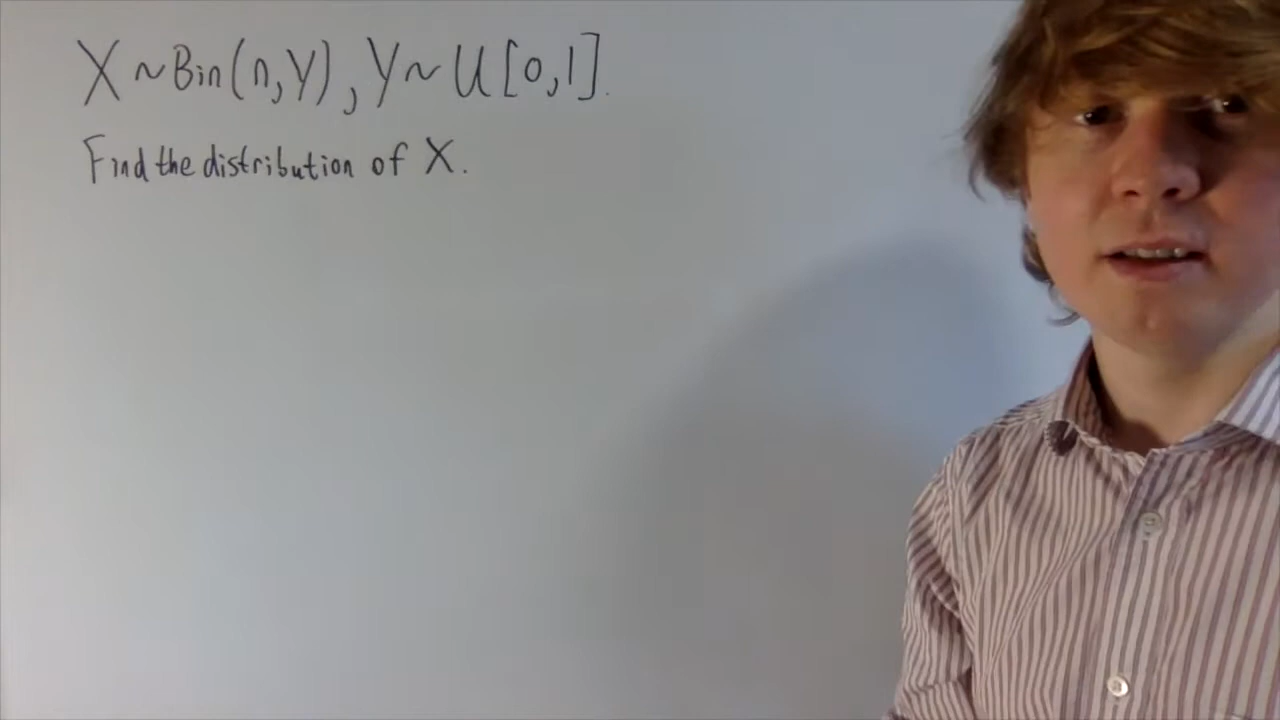 X ~ Bin(n,Y), Y ~ U[0,1].
Find the distribution of X.